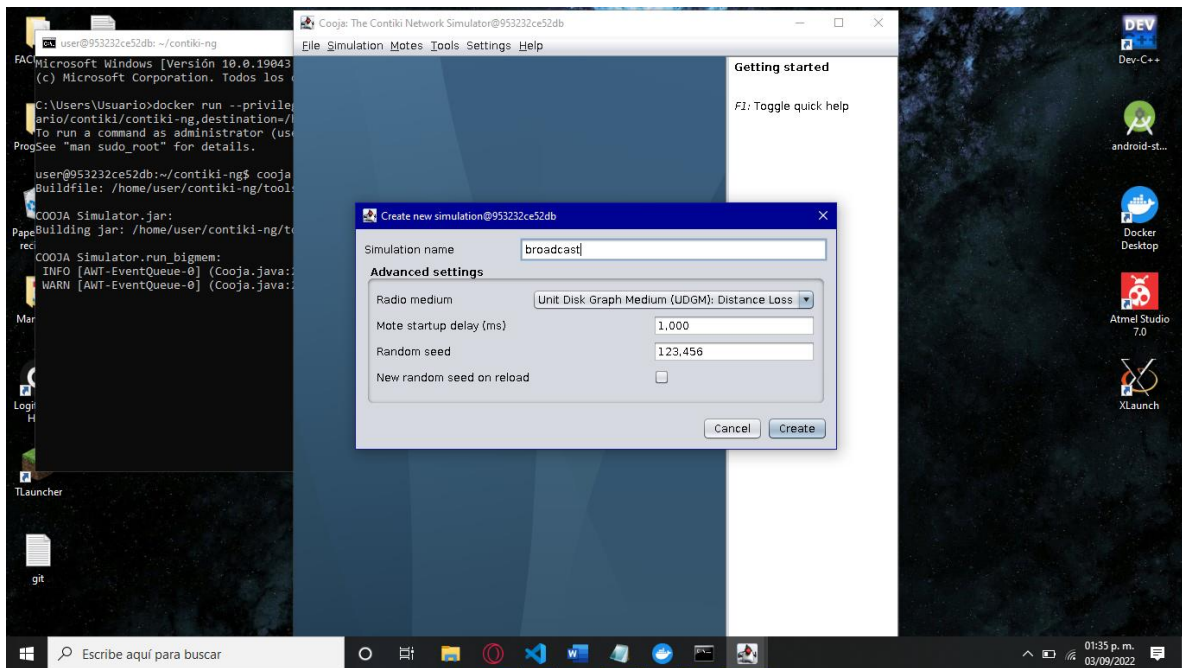 Cooja: The Contiki Network Simulator@953232ce52db
File Simulation Motes Tools Settings Help
user@953232ce52db: ~/contiki-ng
Microsoft Windows [Versión 10.0.19043
(c) Microsoft Corporation. Todos los
C:\Users\Usuario>docker run --privile
ario/contiki/contiki-ng,destination=/
To run a command as administrator (us
See "man sudo_root" for details.
user@953232ce52db:~/contiki-ng$ cooja
Buildfile: /home/user/contiki-ng/tool
COOJA Simulator.jar:
Building jar: /home/user/contiki-ng/t
COOJA Simulator.run_bigmem:
INFO [AWT-EventQueue-0] (Cooja.java:
WARN [AWT-EventQueue-0] (Cooja.java:
Getting started
F1: Toggle quick help
Create new simulation@953232ce52db
Simulation name
broadcast
Advanced settings
Radio medium
Unit Disk Graph Medium (UDGM): Distance Loss
Mote startup delay (ms)
1,000
Random seed
123,456
New random seed on reload
Cancel
Create
DEV
Dev-C++
android-st...
Docker
Desktop
Atmel Studio
7.0
XLaunch
TLauncher
git
Escribe aquí para buscar
01:35 p. m.
03/09/2022